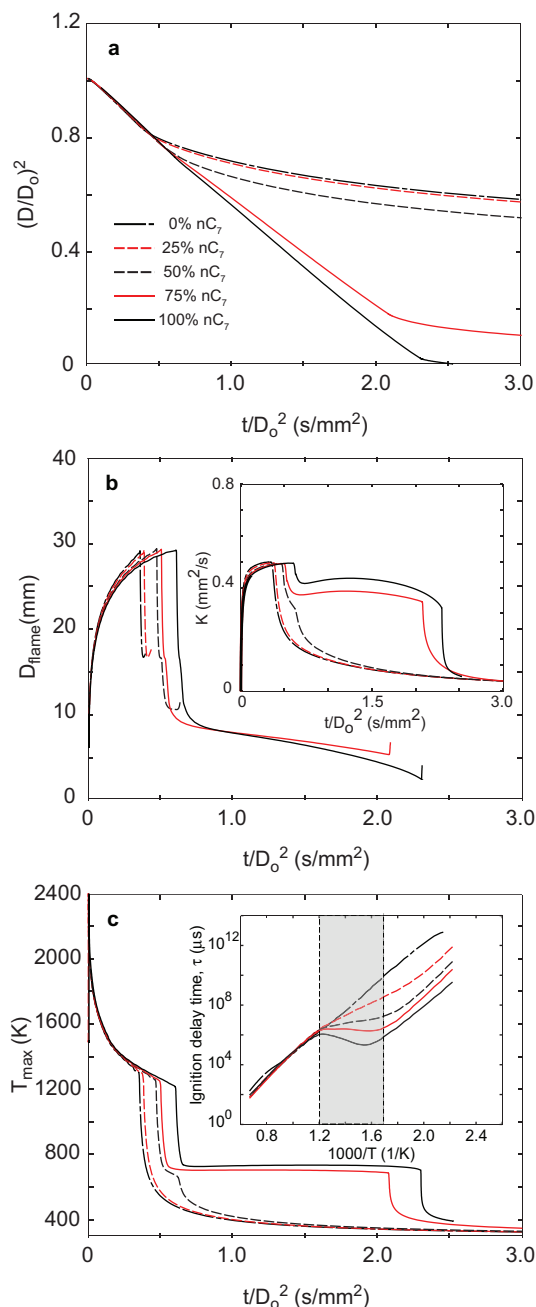 1.2
a
0.8
(D/Dₒ)²
0.4
0% nC₇
25% nC₇
50% nC₇
75% nC₇
100% nC₇
0
0 1.0 2.0 3.0
t/Dₒ² (s/mm²)
40
b
30
20
10
0
D_flame(mm)
0.8
0.4
0
K (mm²/s)
0 1.5 3.0
t/Dₒ² (s/mm²)
0 1.0 2.0 3.0
t/Dₒ² (s/mm²)
2400
c
2000
1600
1200
800
400
T_max(K)
10¹²
10⁸
10⁴
10⁰
Ignition delay time, τ (μs)
0.8 1.2 1.6 2.0 2.4
1000/T (1/K)
0 1.0 2.0 3.0
t/Dₒ² (s/mm²)